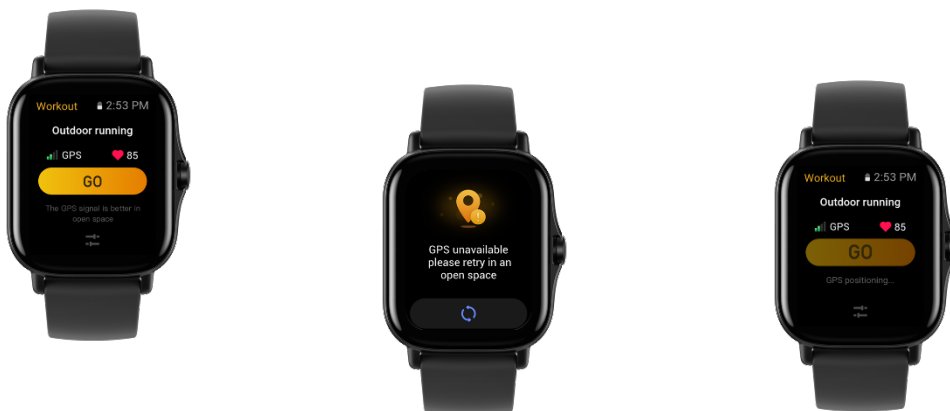 Workout 2:53 PM
Outdoor running
GPS 85
GO
The GPS signal is better in
open space
GPS unavailable
please retry in an
open space
Workout 2:53 PM
Outdoor running
GPS 85
GO
GPS positioning...